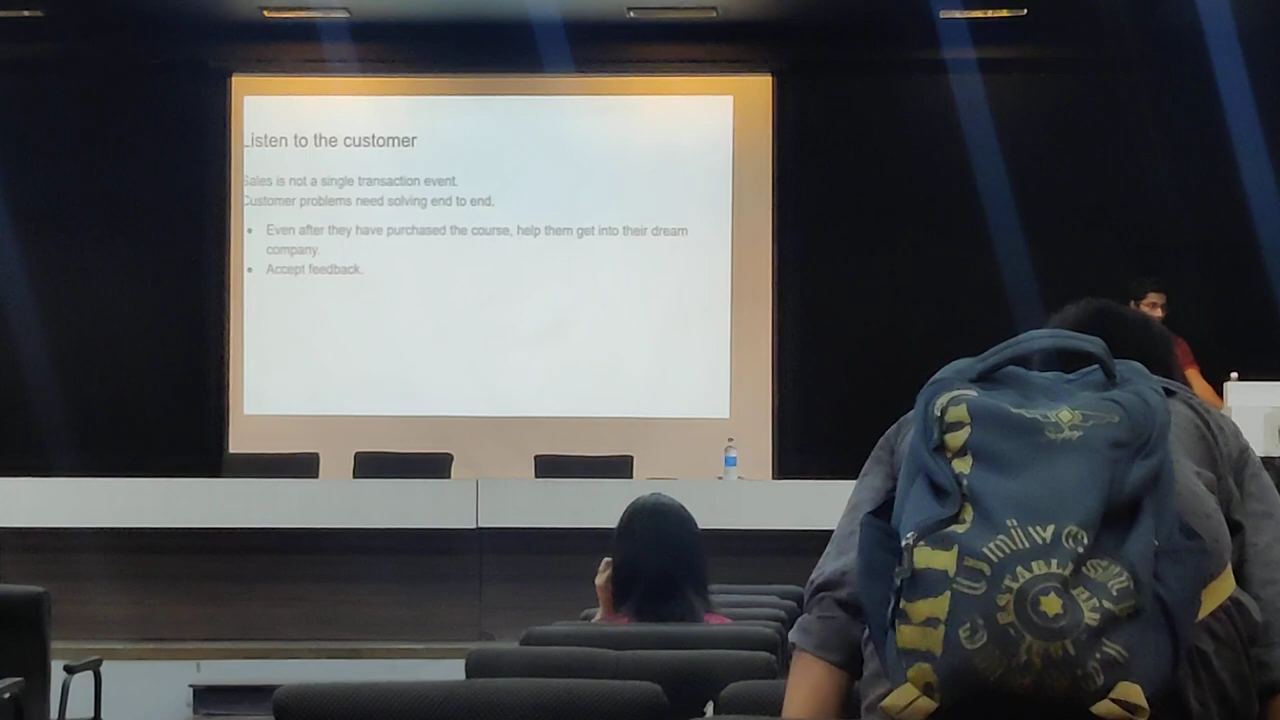 Listen to the customer
Sales is not a single transaction event.
Customer problems need solving end to end.
• Even after they have purchased the course, help them get into their dream
company.
• Accept feedback.
ESTABLISHED